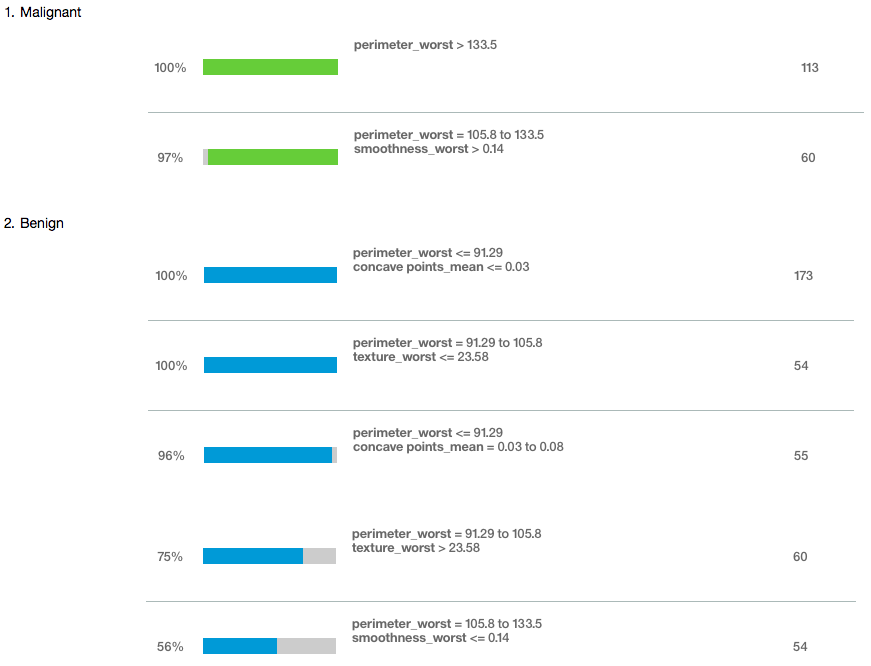 1. Malignant
perimeter_worst > 133.5
100%
113
perimeter_worst = 105.8 to 133.5
smoothness_worst > 0.14
97%
60
2. Benign
perimeter_worst <= 91.29
concave points_mean <= 0.03
100%
173
perimeter_worst = 91.29 to 105.8
texture_worst <= 23.58
100%
54
perimeter_worst <= 91.29
concave points_mean = 0.03 to 0.08
96%
55
perimeter_worst = 91.29 to 105.8
texture_worst > 23.58
75%
60
perimeter_worst = 105.8 to 133.5
smoothness_worst <= 0.14
56%
54